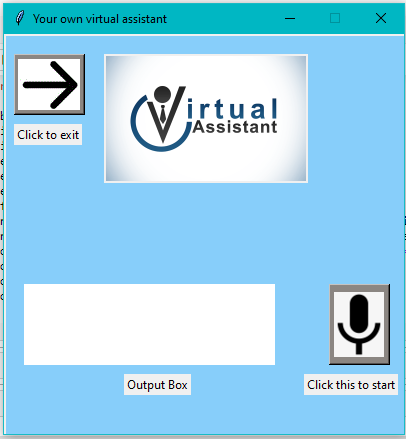 Your own virtual assistant
Virtual
Assistant
Click to exit
Output Box
Click this to start